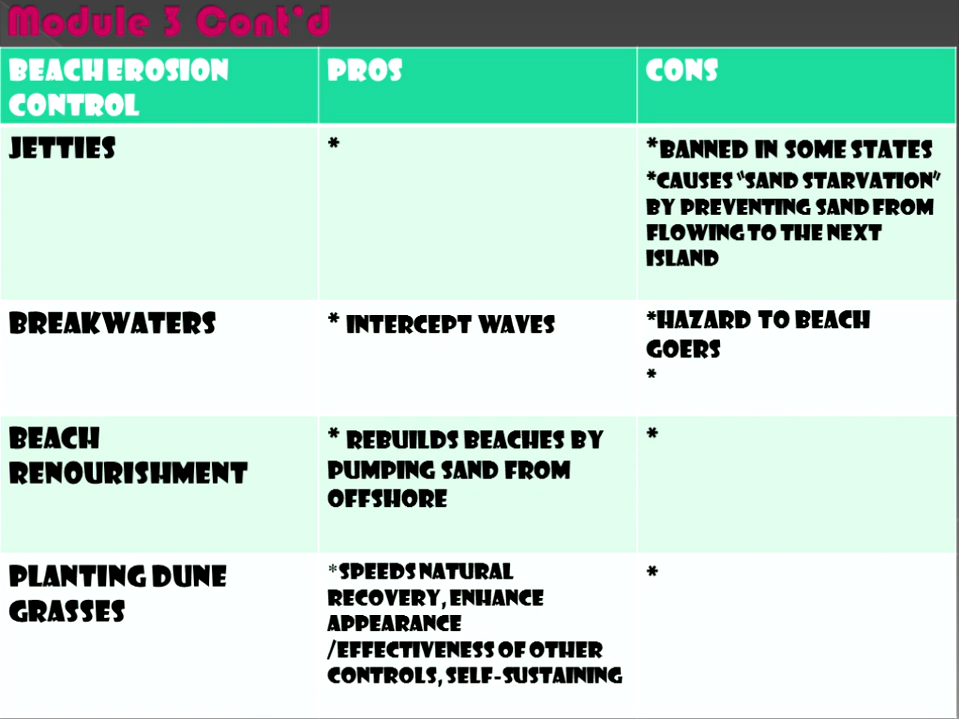 Module 3 Cont'd
BEACH EROSION
CONTROL
PROS
CONS
JETTIES
*
*BANNED IN SOME STATES
*CAUSES "SAND STARVATION"
BY PREVENTING SAND FROM
FLOWING TO THE NEXT
ISLAND
BREAKWATERS
* INTERCEPT WAVES
*HAZARD TO BEACH
GOERS
*
BEACH
RENOURISHMENT
* REBUILDS BEACHES BY
PUMPING SAND FROM
OFFSHORE
*
PLANTING DUNE
GRASSES
*SPEEDS NATURAL
RECOVERY, ENHANCE
APPEARANCE
/EFFECTIVENESS OF OTHER
CONTROLS, SELF-SUSTAINING
*